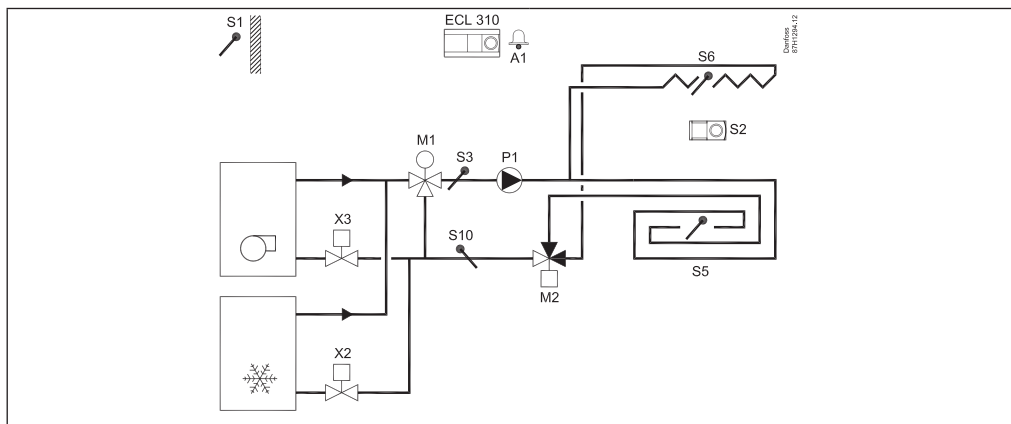 S1
ECL 310
A1
Danfoss
87H1294.12
S6
S2
M1
S3
P1
X3
S10
M2
S5
X2